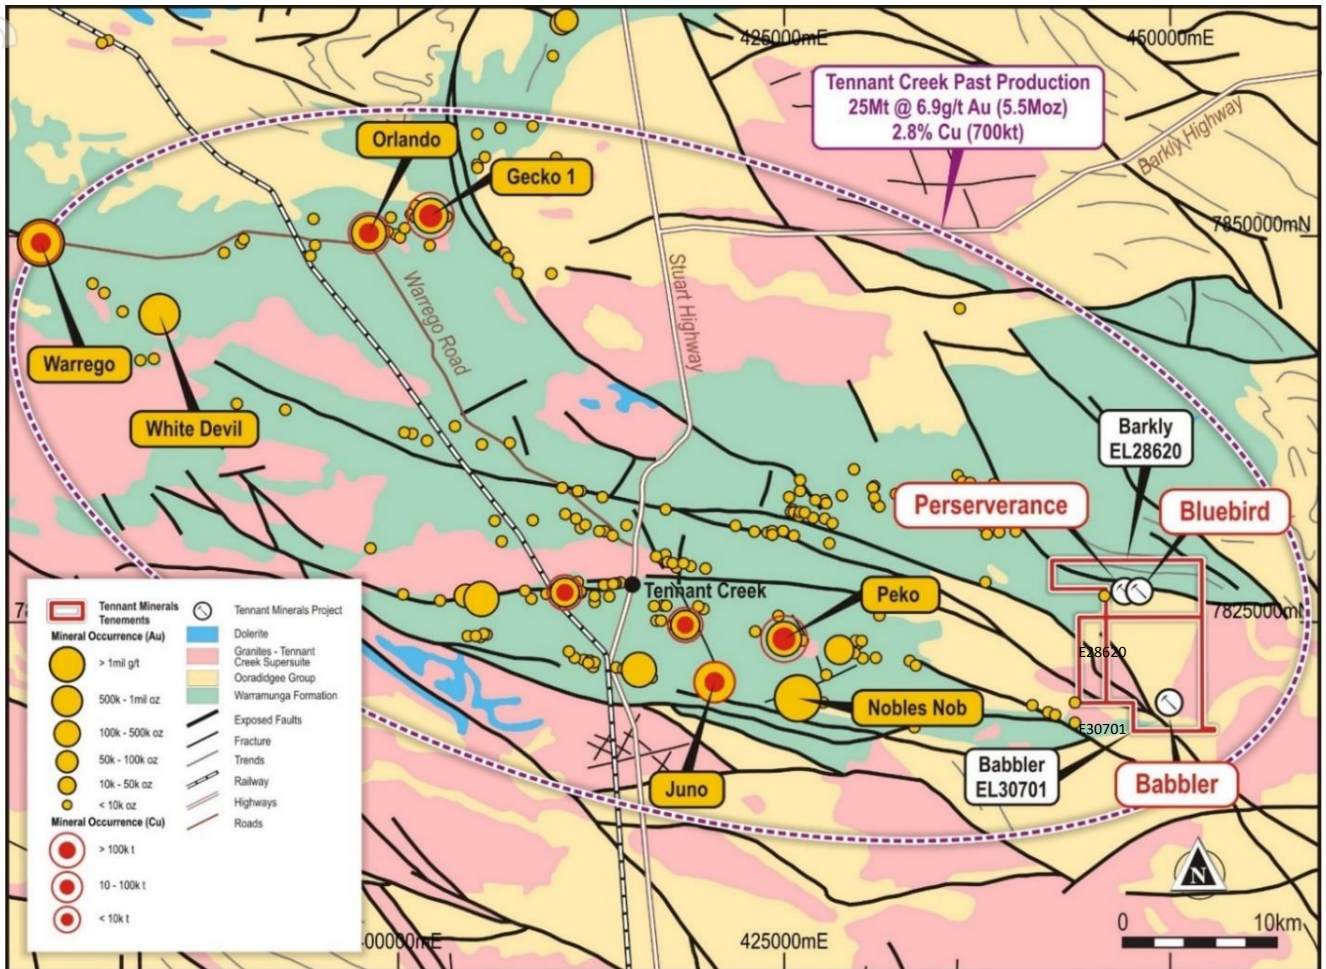 425000mE
450000mE
Tennant Creek Past Production
25Mt @ 6.9g/t Au (5.5Moz)
2.8% Cu (700kt)
Barkly Highway
Orlando
Gecko 1
7850000mN
Warrego Road
Stuart Highway
Warrego
White Devil
Barkly
EL28620
Perserverance
Bluebird
Tennant Creek
Peko
7825000m
E28620
Nobles Nob
E30701
Babbler
EL30701
Juno
Babbler
Tennant Minerals
Tenements
Tennant Minerals Project
Mineral Occurrence (Au)
> 1mil g/t
500k - 1mil oz
100k - 500k oz
50k - 100k oz
10k - 50k oz
< 10k oz
Mineral Occurrence (Cu)
> 100k t
10 - 100k t
< 10k t
Dolerite
Granites - Tennant
Creek Supersuite
Ooradidgee Group
Warramunga Formation
Exposed Faults
Fracture
Trends
Railway
Highways
Roads
N
0 10km
00000mE
425000mE